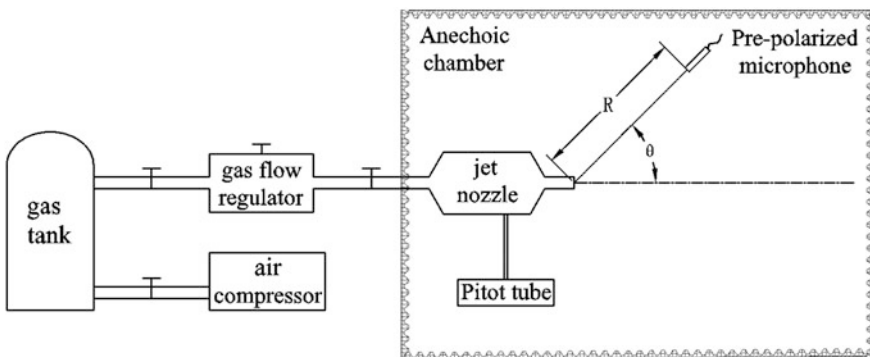 Anechoic
chamber
Pre-polarized
microphone
R
θ
gas flow
regulator
jet
nozzle
gas
tank
air
compressor
Pitot tube